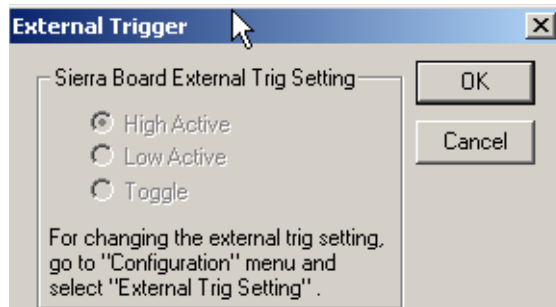 External Trigger
Sierra Board External Trig Setting
OK
High Active
Cancel
Low Active
Toggle
For changing the external trig setting,
go to "Configuration" menu and
select "External Trig Setting" .